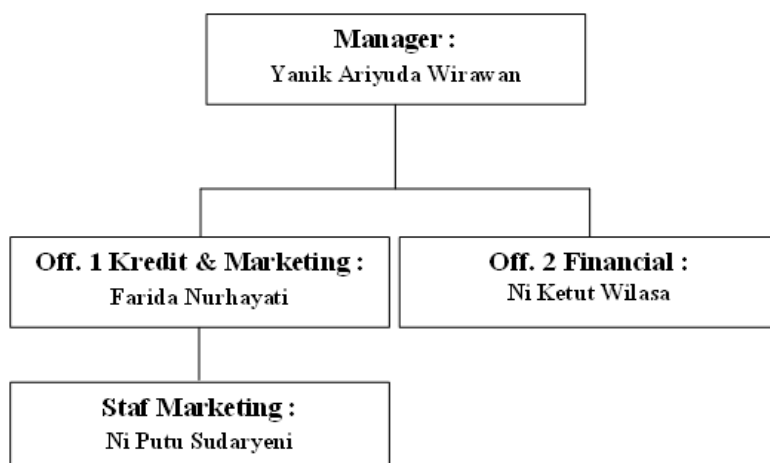 Manager :
Yanik Ariyuda Wirawan
Off. 1 Kredit & Marketing :
Farida Nurhayati
Off. 2 Financial :
Ni Ketut Wilasa
Staf Marketing :
Ni Putu Sudaryeni